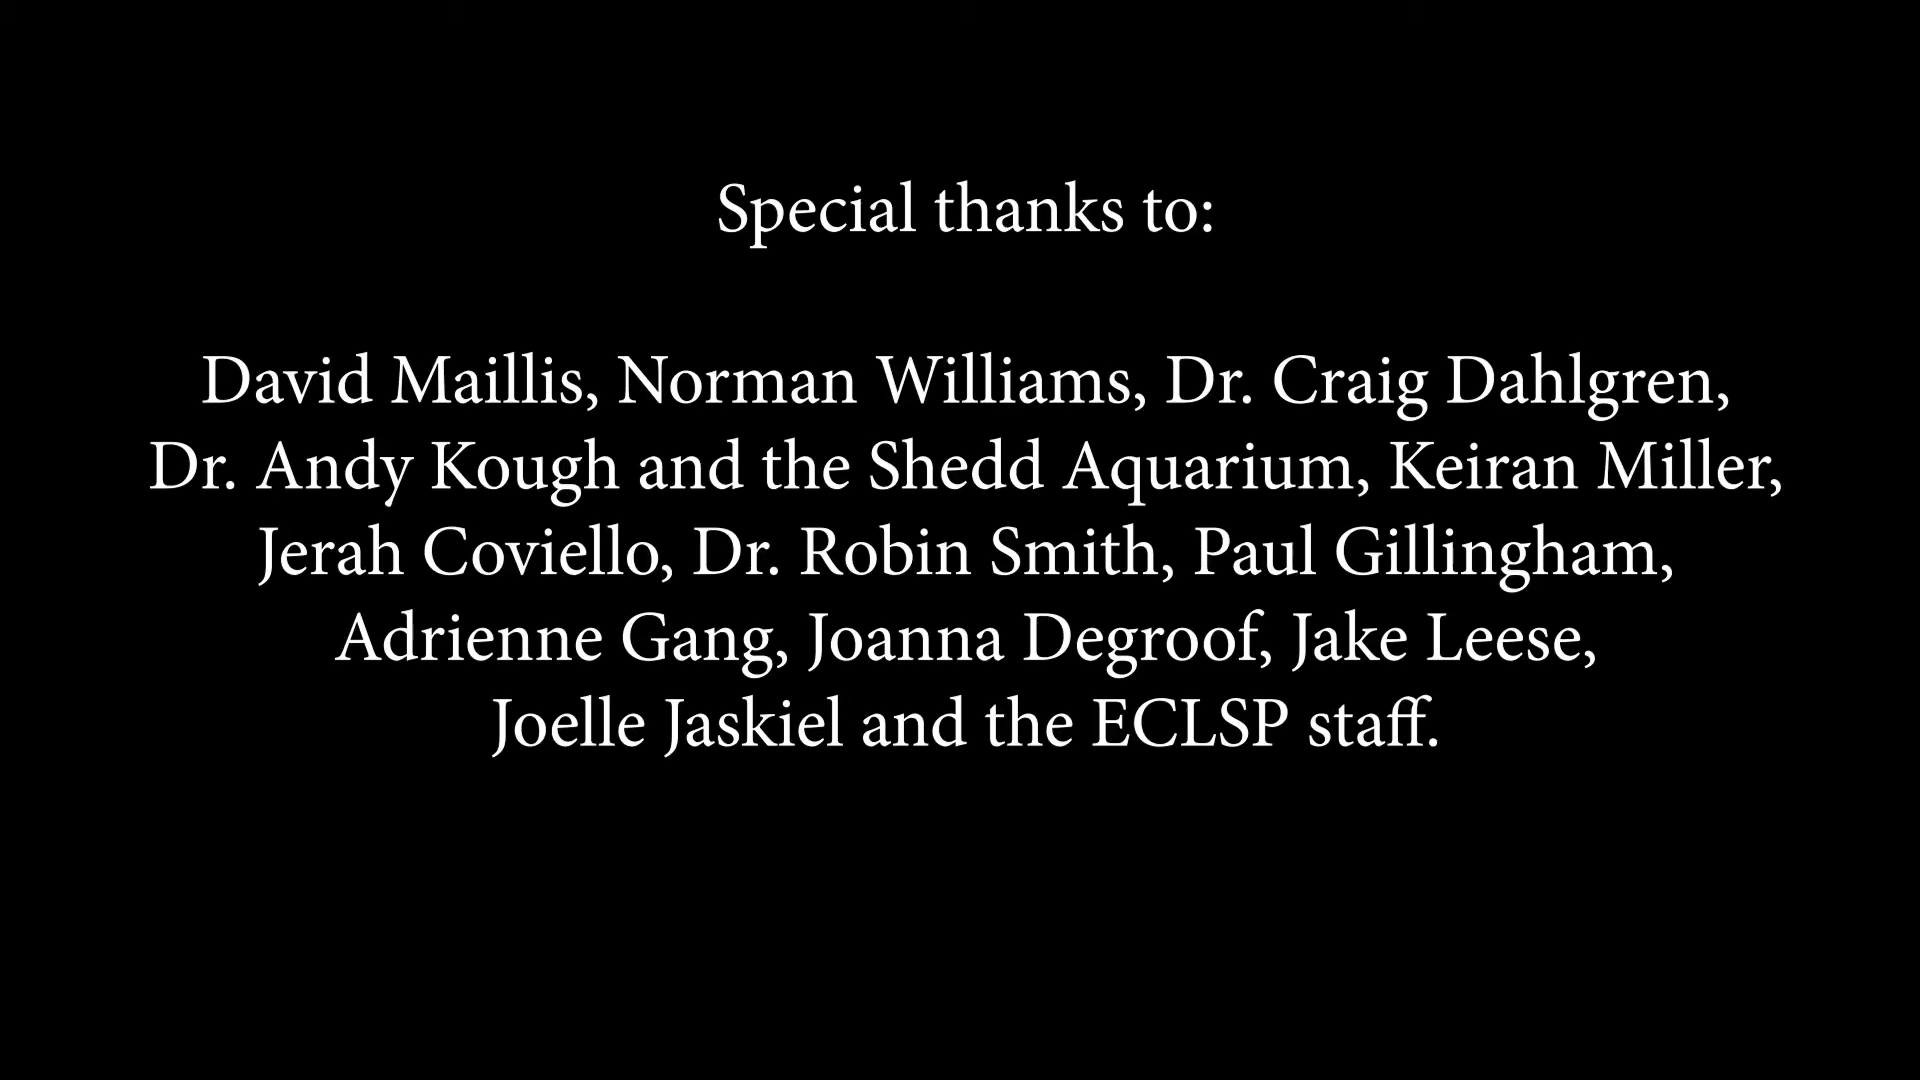 Special thanks to:
David Maillis, Norman Williams, Dr. Craig Dahlgren,
Dr. Andy Kough and the Shedd Aquarium, Keiran Miller,
Jerah Coviello, Dr. Robin Smith, Paul Gillingham,
Adrienne Gang, Joanna Degroof, Jake Leese,
Joelle Jaskiel and the ECLSP staff.